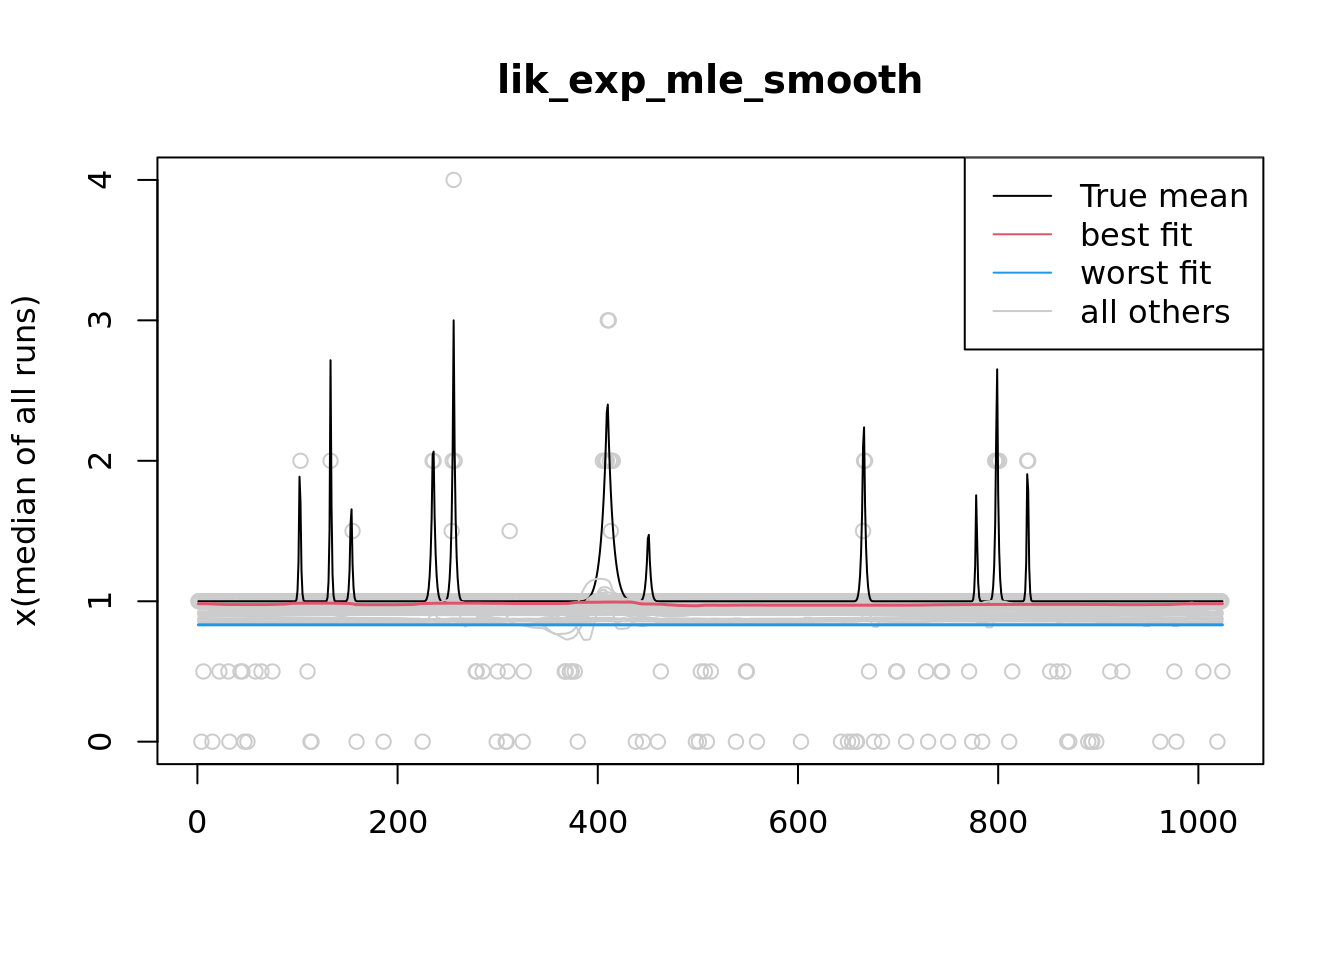 lik_exp_mle_smooth
x(median of all runs)
4
3
2
1
0
True mean
best fit
worst fit
all others
0 200 400 600 800 1000